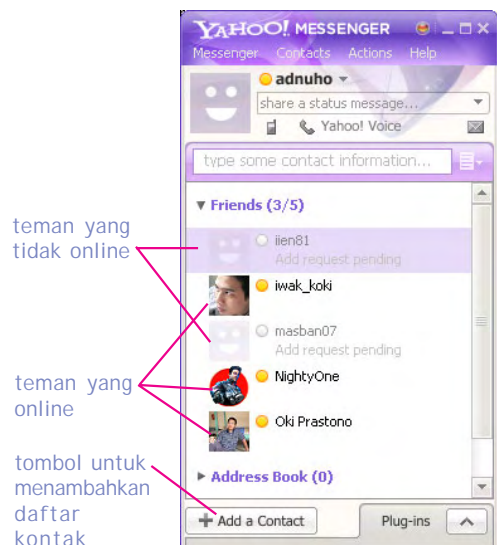 YAHOO! MESSENGER
Messenger Contacts Actions Help
adnuho
share a status message...
Yahoo! Voice
type some contact information...
Friends (3/5)
teman yang
tidak online
iien81
Add request pending
iwak_koki
masban07
Add request pending
teman yang
online
NightyOne
Oki Prastono
tombol untuk
menambahkan
daftar
kontak
Address Book (0)
+ Add a Contact
Plug-ins